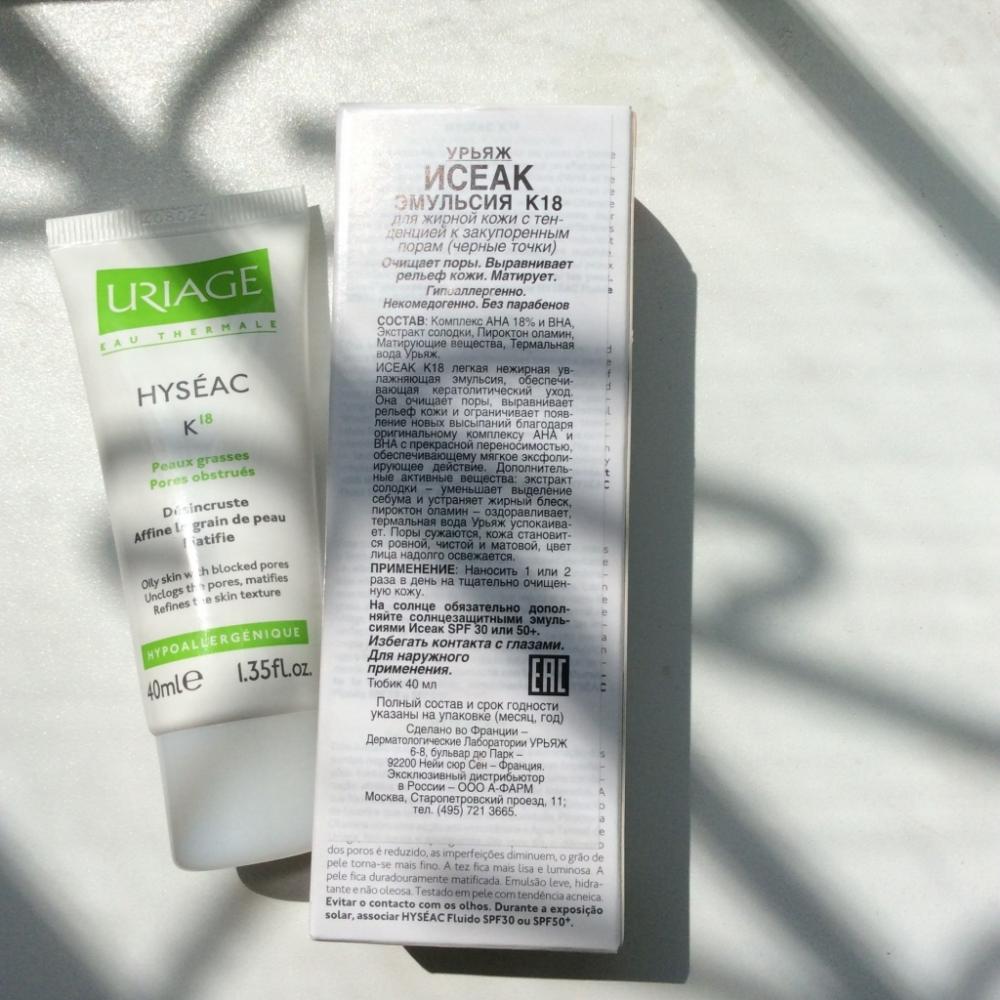 408024
URIAGE
EAU THERMALE
HYSÉAC
K18
Peaux grasses
Pores obstrués
Désincruste
Affine le grain de peau
Matifie
Oily skin with blocked pores
Unclogs the pores, matifies
Refines the skin texture
HYPOALLERGÉNIQUE
40ml℮ 1.35fl.oz.
УРЬЯЖ
ИСЕАК
ЭМУЛЬСИЯ К18
для жирной кожи с тен-
денцией к закупоренным
порам (черные точки)
Очищает поры. Выравнивает
рельеф кожи. Матирует.
Гипоаллергенно.
Некомедогенно. Без парабенов
СОСТАВ: Комплекс АНА 18% и ВНА,
Экстракт солодки, Пироктон оламин,
Матирующие вещества, Термальная
вода Урьяж.
ИСЕАК К18 легкая нежирная ув-
лажняющая эмульсия, обеспечи-
вающая кератолитический уход.
Она очищает поры, выравнивает
рельеф кожи и ограничивает появ-
ление новых высыпаний благодаря
оригинальному комплексу АНА и
ВНА с прекрасной переносимостью,
обеспечивающему мягкое эксфоли-
ирующее действие. Дополнитель-
ные активные вещества: экстракт
солодки – уменьшает выделение
себума и устраняет жирный блеск,
пироктон оламин – оздоравливает,
термальная вода Урьяж успокаива-
ет. Поры сужаются, кожа становит-
ся ровной, чистой и матовой, цвет
лица надолго освежается.
ПРИМЕНЕНИЕ: Наносить 1 или 2
раза в день на тщательно очищен-
ную кожу.
На солнце обязательно допол-
няйте солнцезащитными эмуль-
сиями Исеак SPF 30 или 50+.
Избегать контакта с глазами.
Для наружного
применения.
Тюбик 40 мл
EAC
Полный состав и срок годности
указаны на упаковке (месяц, год)
Сделано во Франции –
Дерматологические Лаборатории УРЬЯЖ
6-8, бульвар дю Парк –
92200 Нейи сюр Сен – Франция.
Эксклюзивный дистрибьютор
в России – ООО А-ФАРМ
Москва, Старопетровский проезд, 11;
тел. (495) 721 3665.
dos poros é reduzido, as imperfeições diminuem, o grão de
pele torna-se mais fino. A tez fica mais lisa e luminosa. A
pele fica duradouramente matificada. Emulsão leve, hidra-
tante e não oleosa. Testado em pele com tendência acneica.
Evitar o contacto com os olhos. Durante a exposição
solar, associar HYSÉAC Fluido SPF30 ou SPF50+.